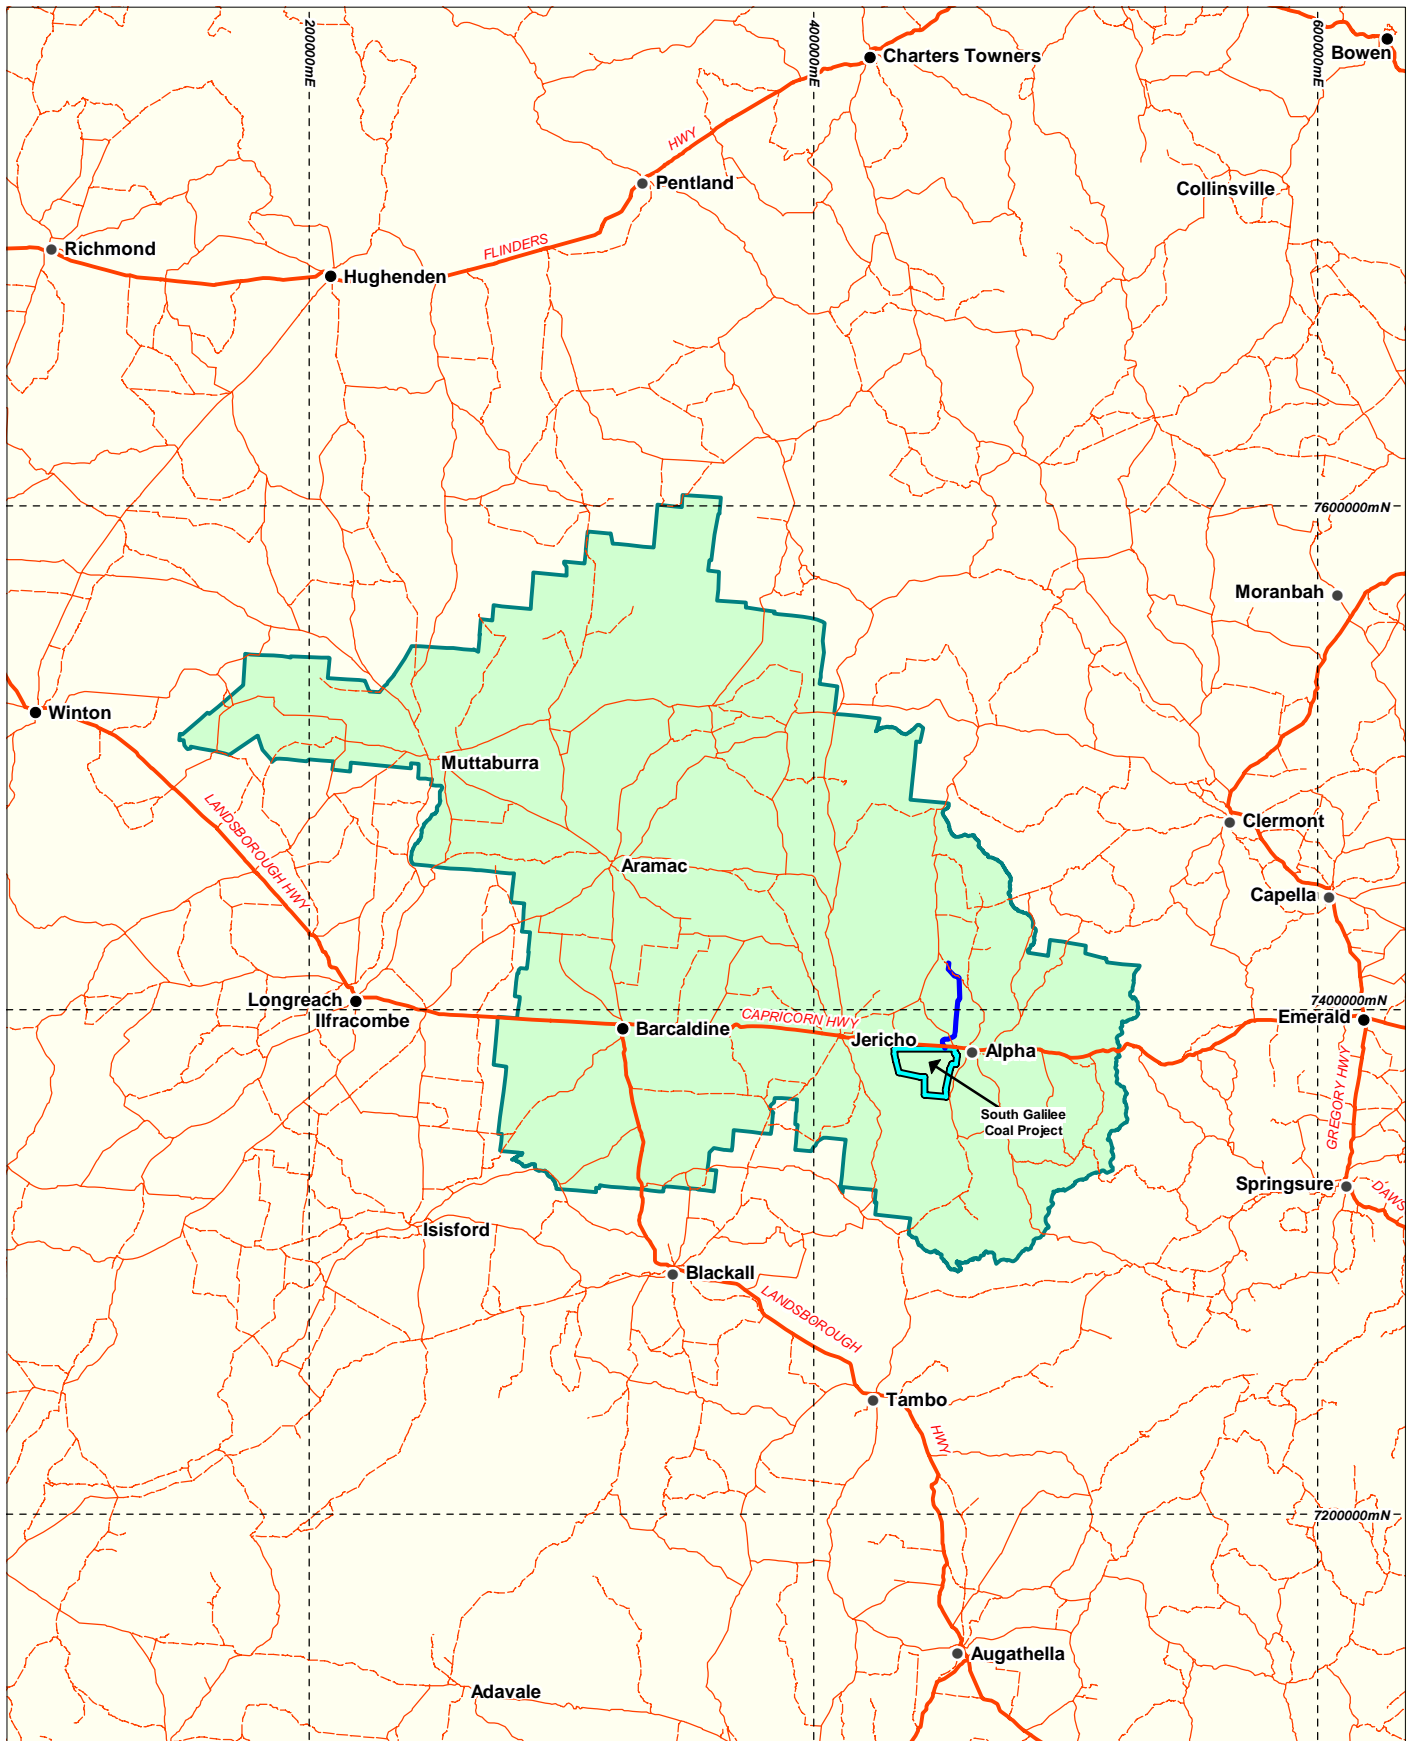 200000mE
400000mE
600000mE
Bowen
Charters Towners
HWY
Pentland
Collinsville
FLINDERS
Richmond
Hughenden
7600000mN
Moranbah
Winton
Muttaburra
LANDSBOROUGH HWY
Clermont
Aramac
Capella
Longreach
7400000mN
Ilfracombe
CAPRICORN HWY
Emerald
Barcaldine
Jericho
Alpha
GREGORY HWY
South Galilee
Coal Project
Springsure
DAWS
Isisford
Blackall
LANDSBOROUGH
Tambo
HWY
7200000mN
Augathella
Adavale